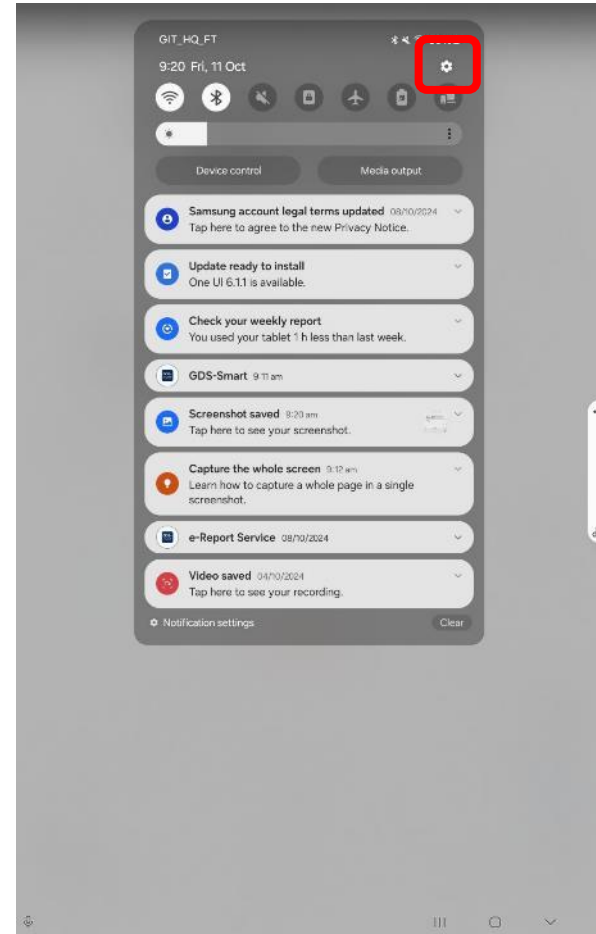 GIT_HQ_FT
9:20 Fri, 11 Oct
Device control Media output
Samsung account legal terms updated 08/10/2024
Tap here to agree to the new Privacy Notice.
Update ready to install
One UI 6.1.1 is available.
Check your weekly report
You used your tablet 1 h less than last week.
GDS-Smart 9:11 am
Screenshot saved 9:20 am
Tap here to see your screenshot.
Capture the whole screen 9:12 am
Learn how to capture a whole page in a single
screenshot.
e-Report Service 08/10/2024
Video saved 04/10/2024
Tap here to see your recording.
Notification settings Clear